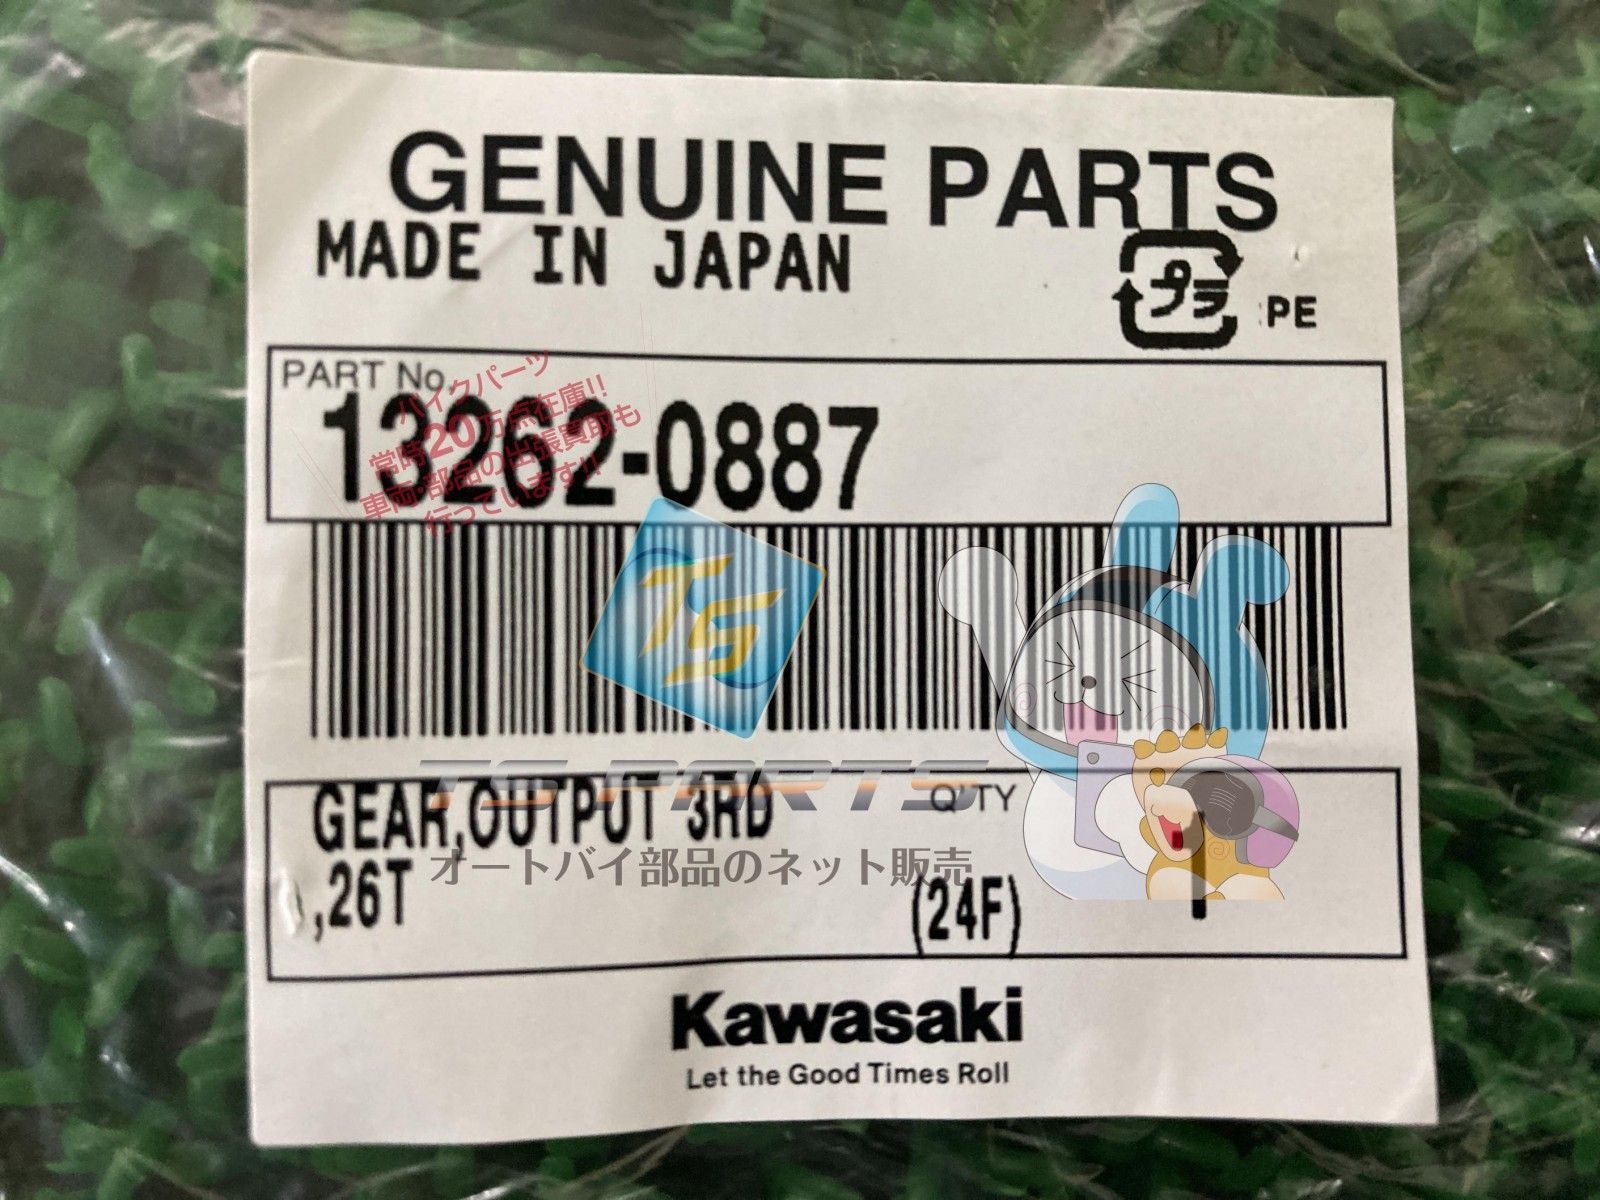 GENUINE PARTS
MADE IN JAPAN
プラ
PE
PART No.
13262-0887
バイクパーツ
常時20万点在庫!!
車両・部品の出張買取も
行っています!!
TS
TS PARTS
GEAR,OUTPUT 3RD
Q'TY
オートバイ部品のネット販売
,26T
(24F)
1
Kawasaki
Let the Good Times Roll